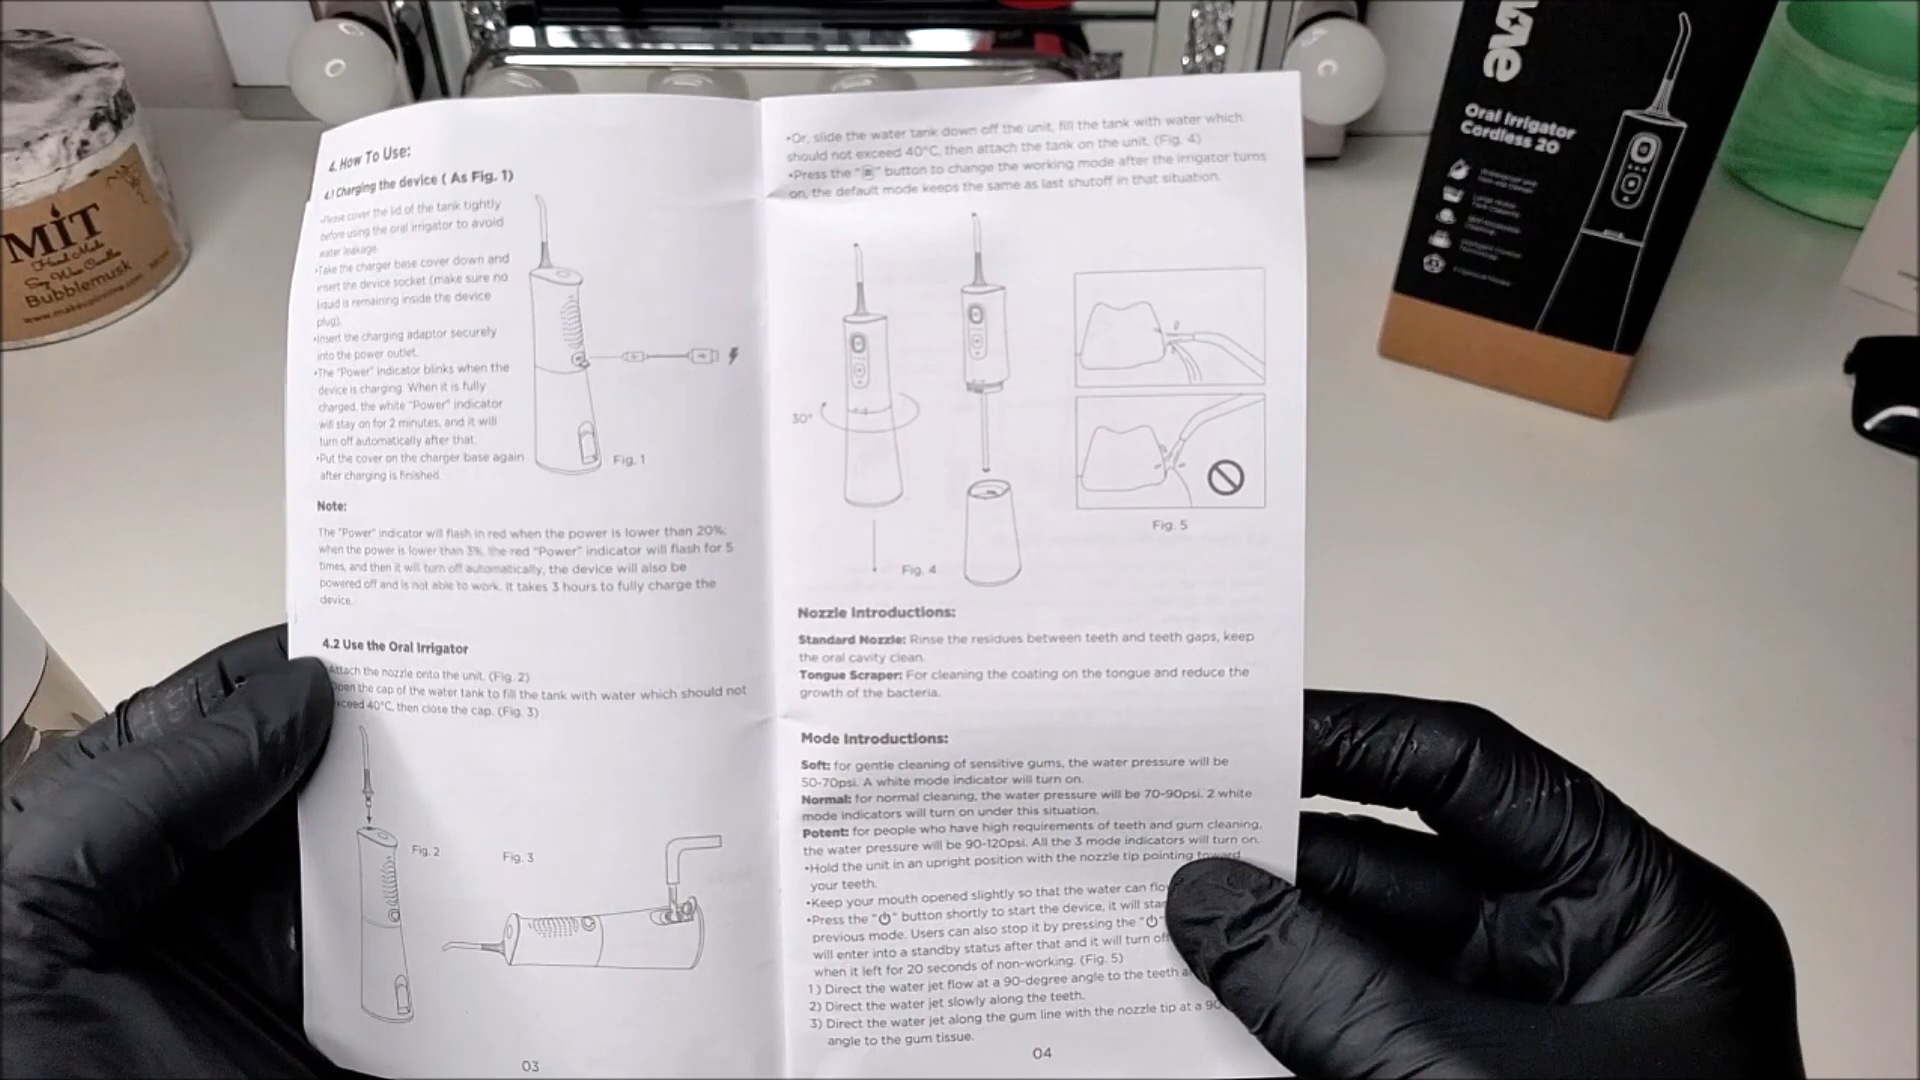 4. How To Use:
4.1 Charging the device ( As Fig. 1)
•Please cover the lid of the tank tightly
before using the oral irrigator to avoid
water leakage.
•Take the charger base cover down and
insert the device socket (make sure no
liquid is remaining inside the device
plug).
•Insert the charging adaptor securely
into the power outlet.
•The "Power" indicator blinks when the
device is charging. When it is fully
charged, the white "Power" indicator
will stay on for 2 minutes, and it will
turn off automatically after that.
•Put the cover on the charger base again
after charging is finished.
Fig. 1
Note:
The "Power" indicator will flash in red when the power is lower than 20%;
when the power is lower than 3%, the red "Power" indicator will flash for 5
times, and then it will turn off automatically, the device will also be
powered off and is not able to work. It takes 3 hours to fully charge the
device.
4.2 Use the Oral Irrigator
Attach the nozzle onto the unit. (Fig. 2)
Open the cap of the water tank to fill the tank with water which should not
exceed 40°C, then close the cap. (Fig. 3)
Fig. 2
Fig. 3
03
•Or, slide the water tank down off the unit, fill the tank with water which
should not exceed 40°C, then attach the tank on the unit. (Fig. 4)
•Press the " " button to change the working mode after the irrigator turns
on, the default mode keeps the same as last shutoff in that situation.
30°
Fig. 4
Fig. 5
Nozzle Introductions:
Standard Nozzle: Rinse the residues between teeth and teeth gaps, keep
the oral cavity clean.
Tongue Scraper: For cleaning the coating on the tongue and reduce the
growth of the bacteria.
Mode Introductions:
Soft: for gentle cleaning of sensitive gums, the water pressure will be
50-70psi. A white mode indicator will turn on.
Normal: for normal cleaning, the water pressure will be 70-90psi. 2 white
mode indicators will turn on under this situation.
Potent: for people who have high requirements of teeth and gum cleaning,
the water pressure will be 90-120psi. All the 3 mode indicators will turn on.
•Hold the unit in an upright position with the nozzle tip pointing toward
your teeth.
•Keep your mouth opened slightly so that the water can
•Press the "⏻" button shortly to start the device, it will
previous mode. Users can also stop it by pressing the "⏻"
will enter into a standby status after that and it will turn
when it left for 20 seconds of non-working. (Fig. 5)
1) Direct the water jet flow at a 90-degree angle to the teeth
2) Direct the water jet slowly along the teeth.
3) Direct the water jet along the gum line with the nozzle tip at a 90
angle to the gum tissue.
04
Oral Irrigator
Cordless 20
MIT
Hand Made
Soy Wax Candle
Bubblemusk